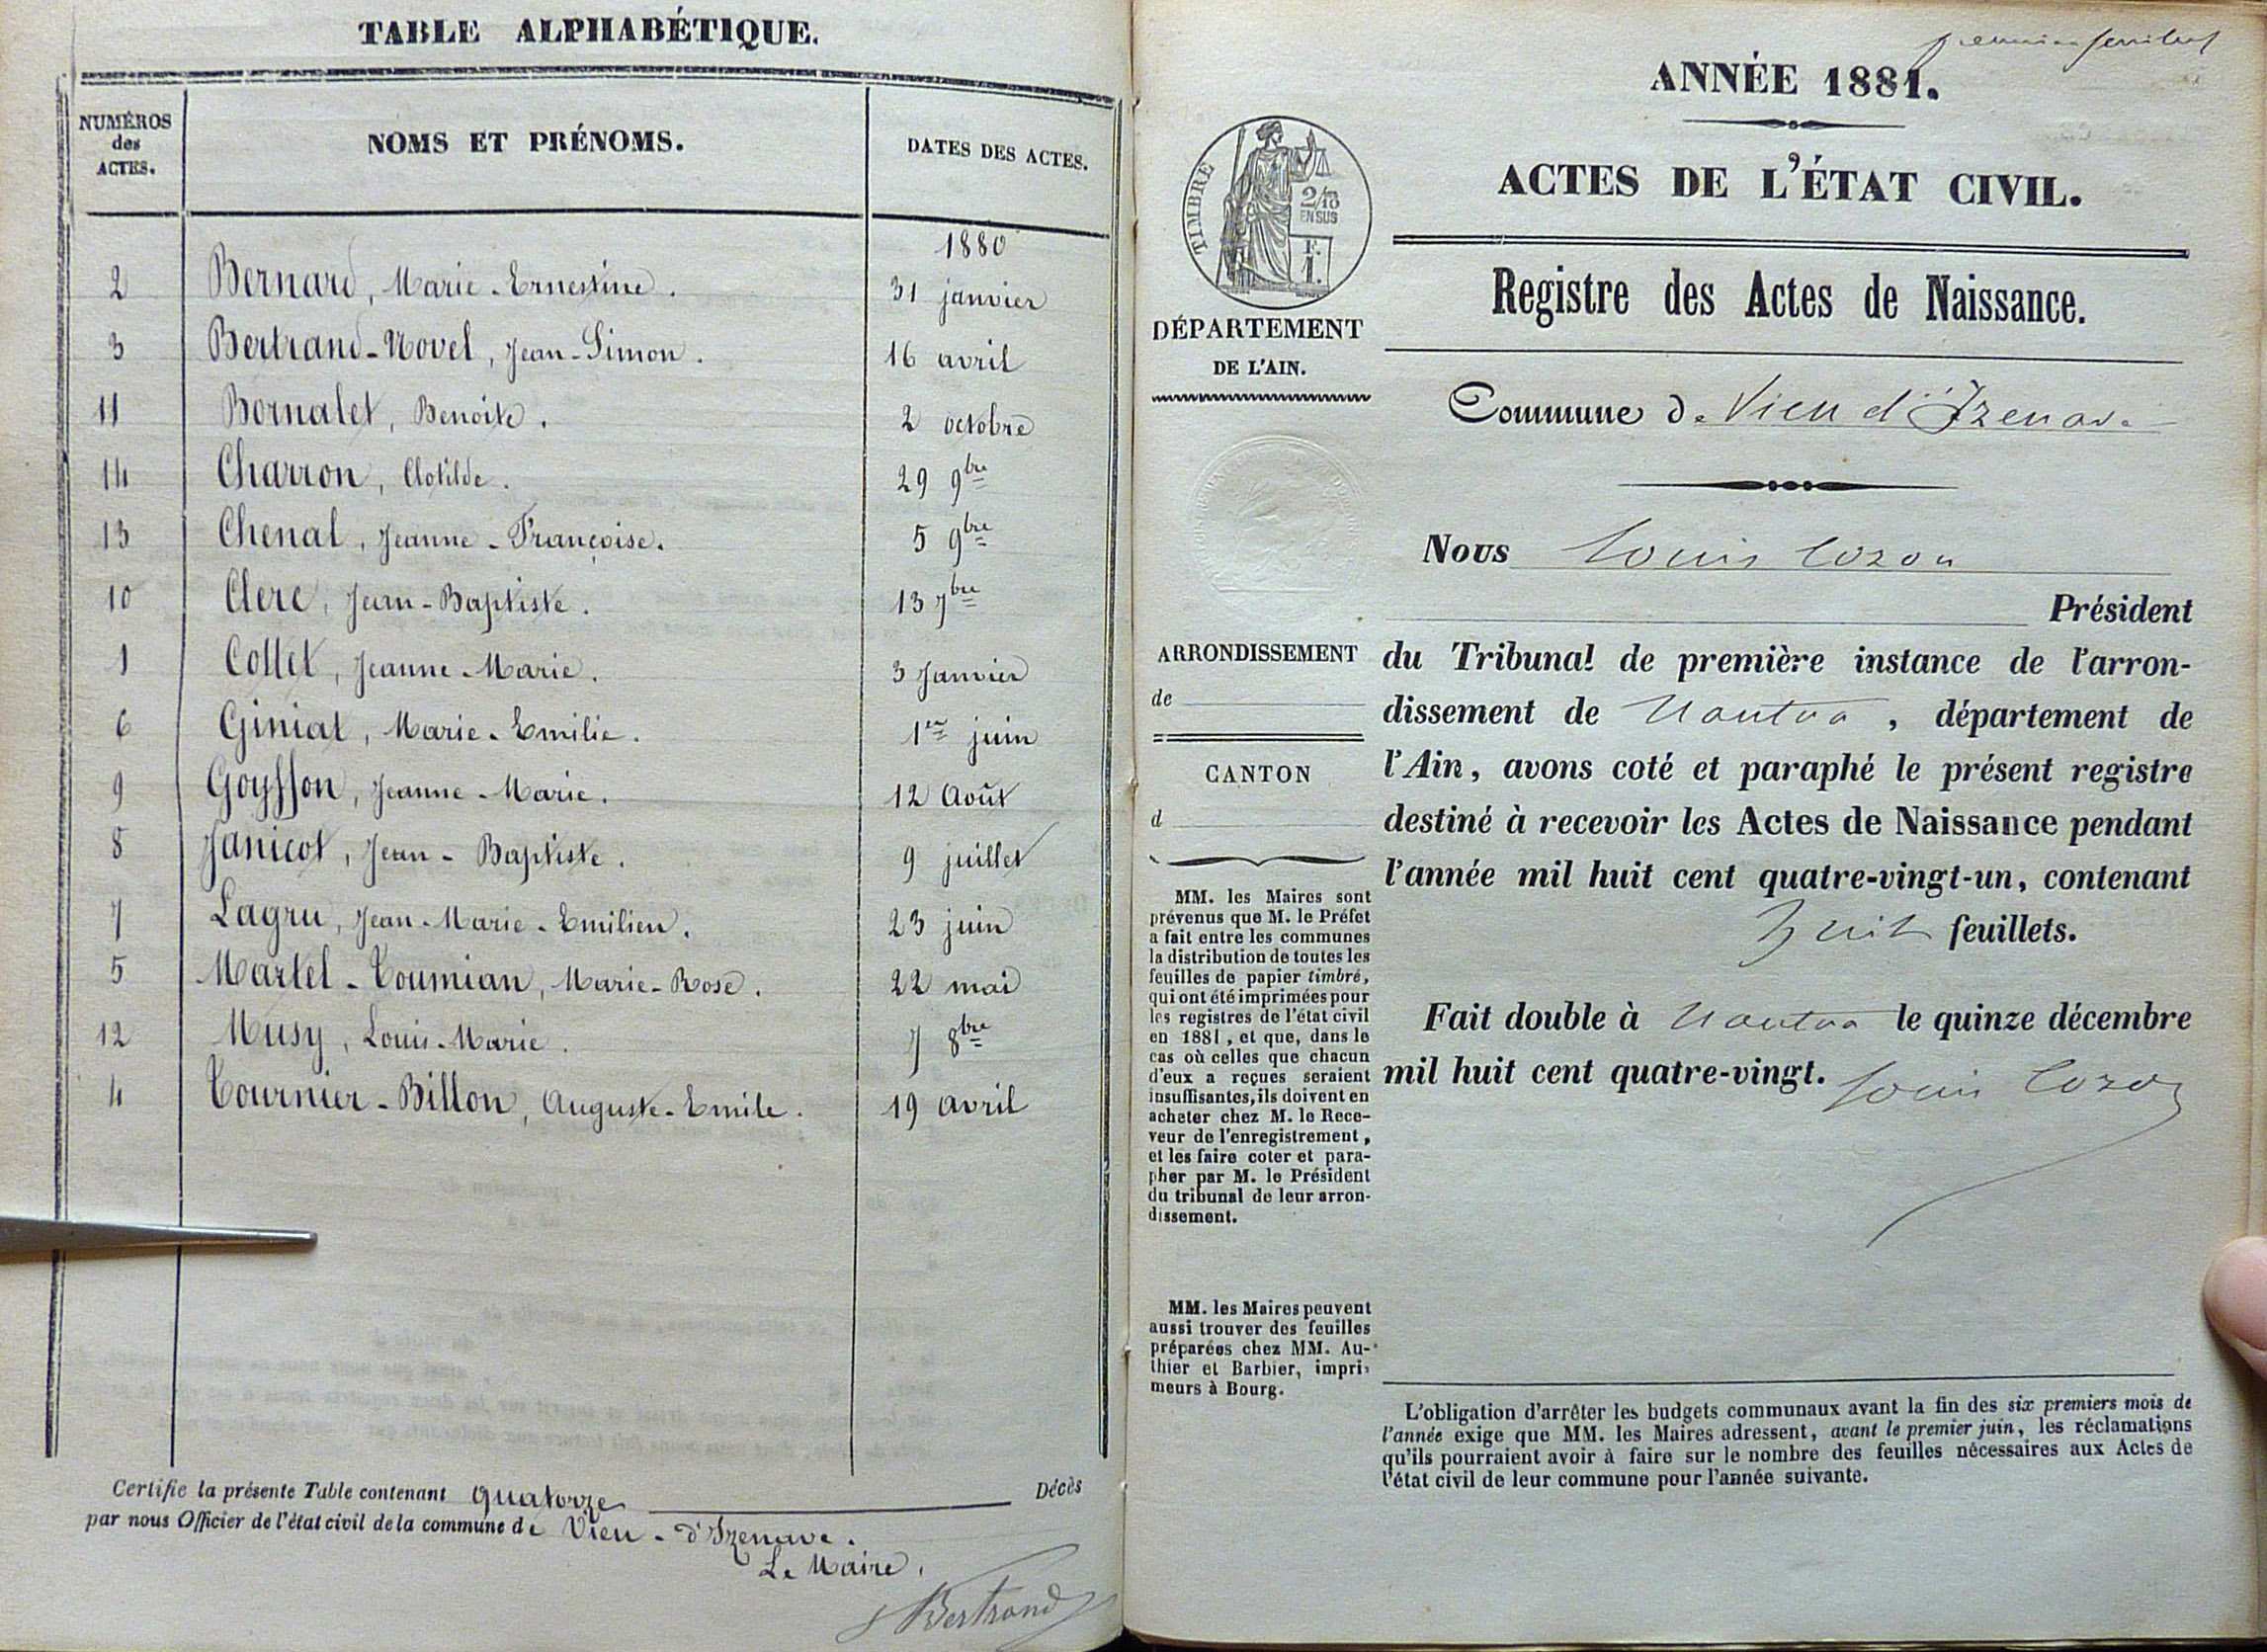 TABLE ALPHABÉTIQUE.
NUMÉROS des ACTES.
NOMS ET PRÉNOMS.
DATES DES ACTES.
1880
2 Bernard, Marie-Ernestine. 31 janvier
3 Bertrand-Novel, Jean-Simon. 16 avril
11 Bornalet, Benoite. 2 octobre
14 Charron, Clotilde. 29 9bre
13 Chenal, Jeanne-Françoise. 5 9bre
10 Clerc, Jean-Baptiste. 13 7bre
1 Collet, Jeanne-Marie. 3 Janvier
6 Giniat, Marie-Emilie. 1er juin
9 Goyffon, Jeanne-Marie. 12 Août
8 Janicot, Jean-Baptiste. 9 juillet
7 Lagru, Jean-Marie-Emilien. 23 juin
5 Martel-Toumian, Marie-Rose. 22 mai
12 Musy, Louis-Marie. 7 8bre
4 Tournier-Billon, Auguste-Emile. 19 avril
Certifie la présente Table contenant quatorze Décès
par nous Officier de l'état civil de la commune de Vieu-d'Izenave.
Le Maire,
Bertrand
premier feuillet
ANNÉE 1881.
ACTES DE L'ÉTAT CIVIL.
TIMBRE
2/10
EN SUS
F.
1.
DÉPARTEMENT
DE L'AIN.
ARRONDISSEMENT
de
CANTON
d
MM. les Maires sont
prévenus que M. le Préfet
a fait entre les communes
la distribution de toutes les
feuilles de papier timbré,
qui ont été imprimées pour
les registres de l'état civil
en 1881, et que, dans le
cas où celles que chacun
d'eux a reçues seraient
insuffisantes, ils doivent en
acheter chez M. le Rece-
veur de l'enregistrement,
et les faire coter et para-
pher par M. le Président
du tribunal de leur arron-
dissement.
MM. les Maires peuvent
aussi trouver des feuilles
préparées chez MM. Au-
thier et Barbier, impri-
meurs à Bourg.
Registre des Actes de Naissance.
Commune de Vieu d'Izenave
Nous Louis Cozon
Président
du Tribunal de première instance de l'arron-
dissement de Nantua, département de
l'Ain, avons coté et paraphé le présent registre
destiné à recevoir les Actes de Naissance pendant
l'année mil huit cent quatre-vingt-un, contenant
huit feuillets.
Fait double à Nantua le quinze décembre
mil huit cent quatre-vingt.
Louis Cozon
L'obligation d'arrêter les budgets communaux avant la fin des six premiers mois de
l'année exige que MM. les Maires adressent, avant le premier juin, les réclamations
qu'ils pourraient avoir à faire sur le nombre des feuilles nécessaires aux Actes de
l'état civil de leur commune pour l'année suivante.